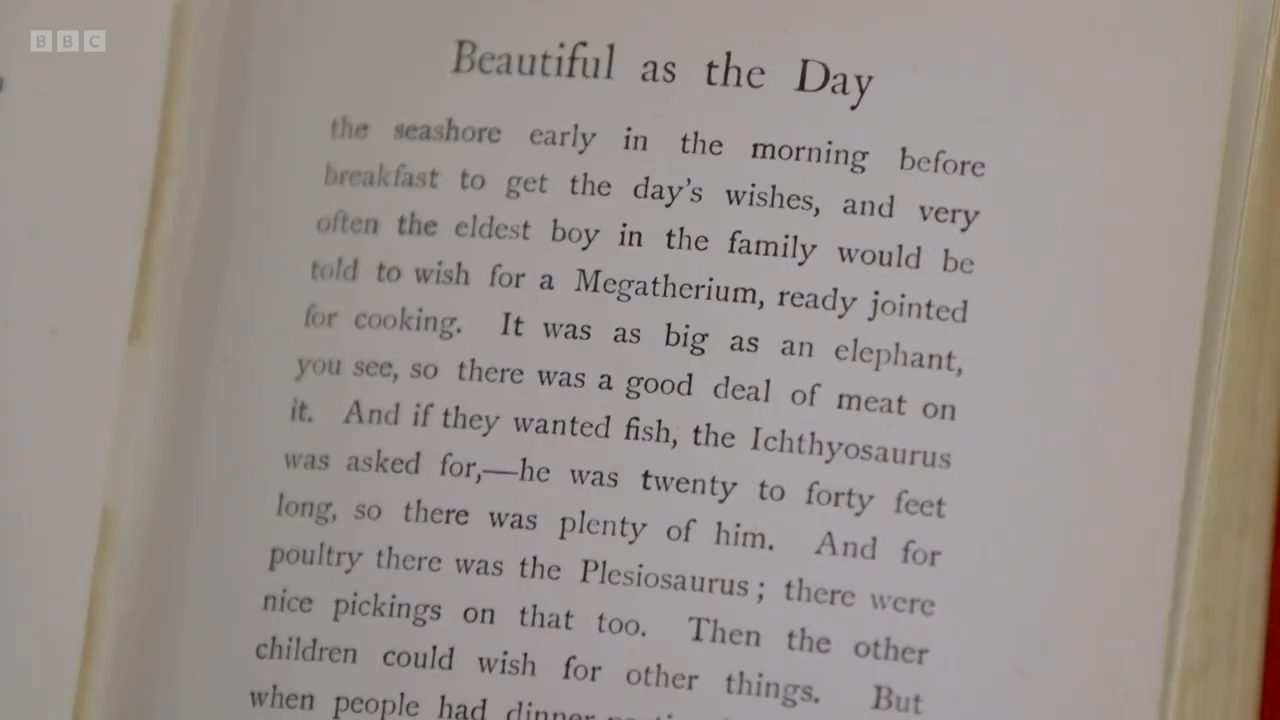 BBC
Beautiful as the Day
the seashore early in the morning before
breakfast to get the day's wishes, and very
often the eldest boy in the family would be
told to wish for a Megatherium, ready jointed
for cooking. It was as big as an elephant,
you see, so there was a good deal of meat on
it. And if they wanted fish, the Ichthyosaurus
was asked for,—he was twenty to forty feet
long, so there was plenty of him. And for
poultry there was the Plesiosaurus; there were
nice pickings on that too. Then the other
children could wish for other things. But
when people had dinner